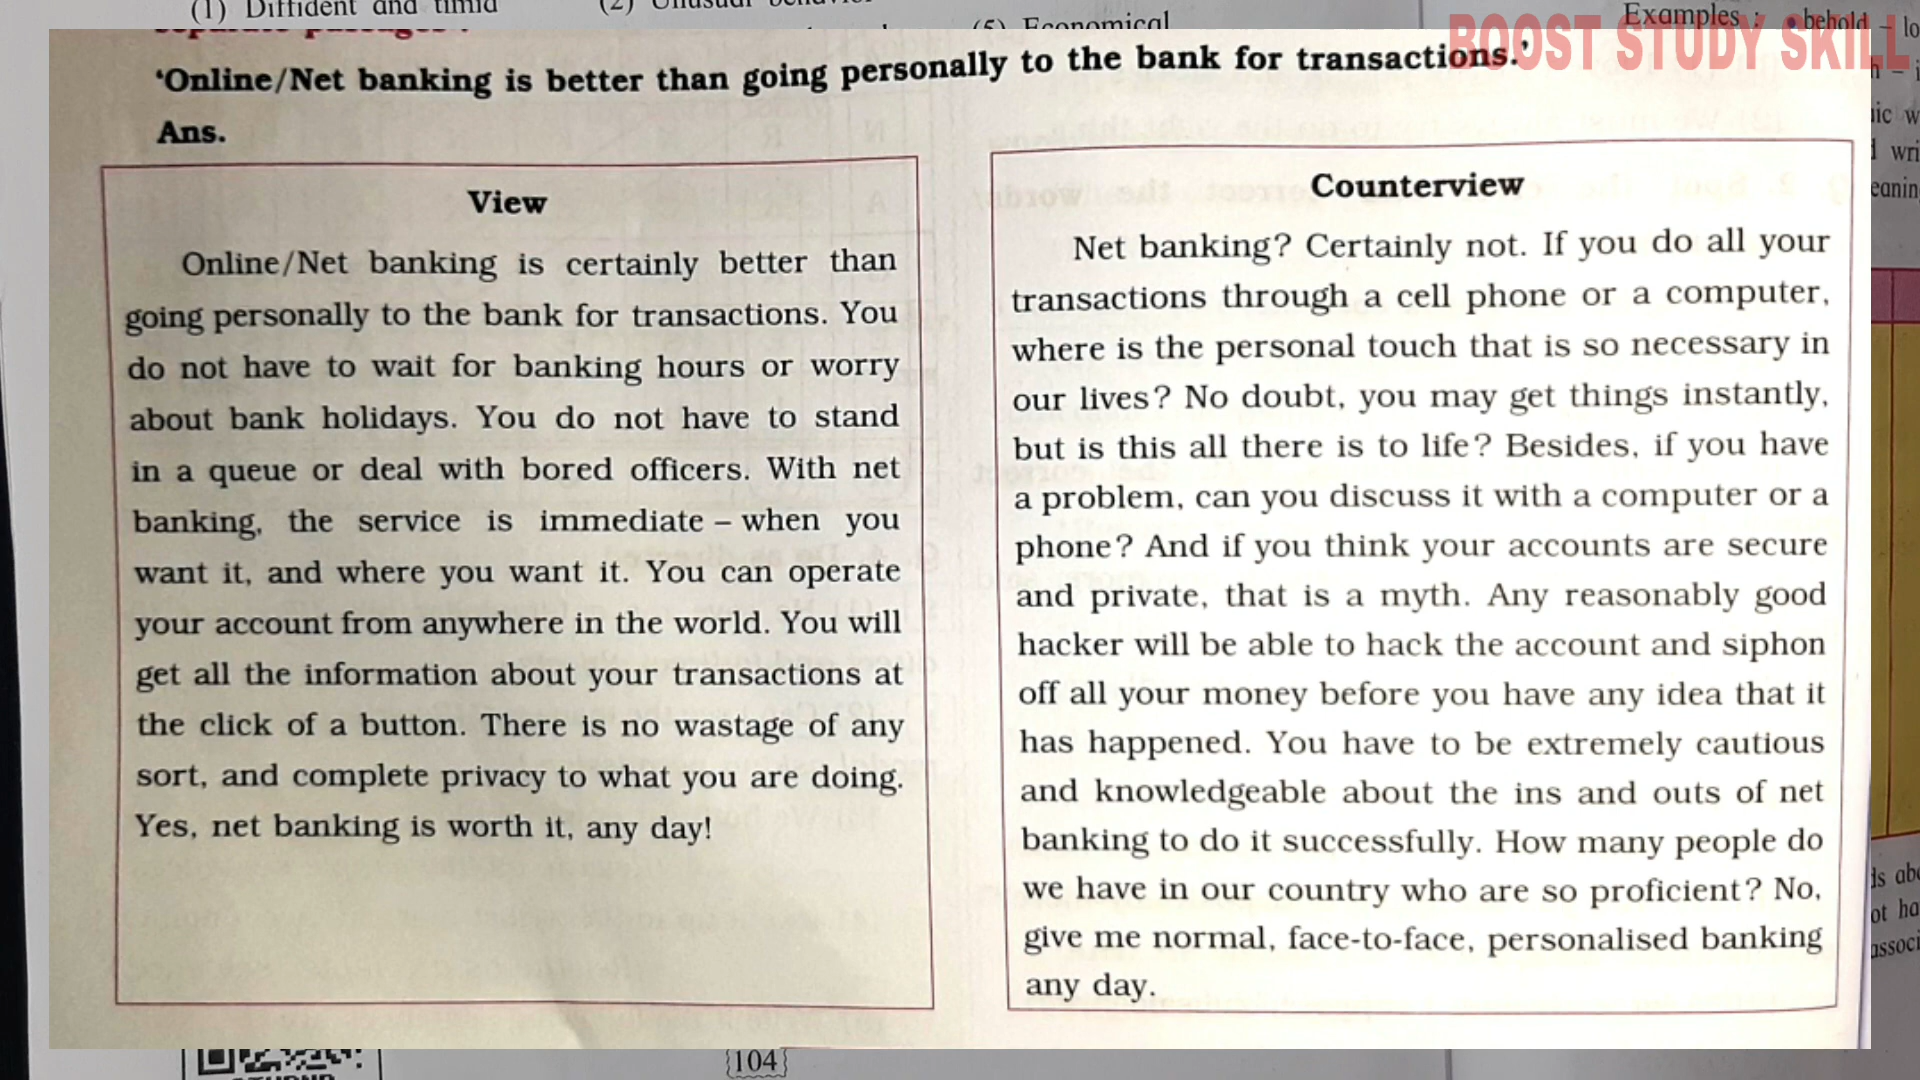 (1) Diffident and timid
(5) Economical
Examples : • behold – lo
BOOST STUDY SKILL
separate passages :
‘Online/Net banking is better than going personally to the bank for transactions.’
Ans.
View
Online/Net banking is certainly better than
going personally to the bank for transactions. You
do not have to wait for banking hours or worry
about bank holidays. You do not have to stand
in a queue or deal with bored officers. With net
banking, the service is immediate – when you
want it, and where you want it. You can operate
your account from anywhere in the world. You will
get all the information about your transactions at
the click of a button. There is no wastage of any
sort, and complete privacy to what you are doing.
Yes, net banking is worth it, any day!
Counterview
Net banking? Certainly not. If you do all your
transactions through a cell phone or a computer,
where is the personal touch that is so necessary in
our lives? No doubt, you may get things instantly,
but is this all there is to life? Besides, if you have
a problem, can you discuss it with a computer or a
phone? And if you think your accounts are secure
and private, that is a myth. Any reasonably good
hacker will be able to hack the account and siphon
off all your money before you have any idea that it
has happened. You have to be extremely cautious
and knowledgeable about the ins and outs of net
banking to do it successfully. How many people do
we have in our country who are so proficient? No,
give me normal, face-to-face, personalised banking
any day.
{104}